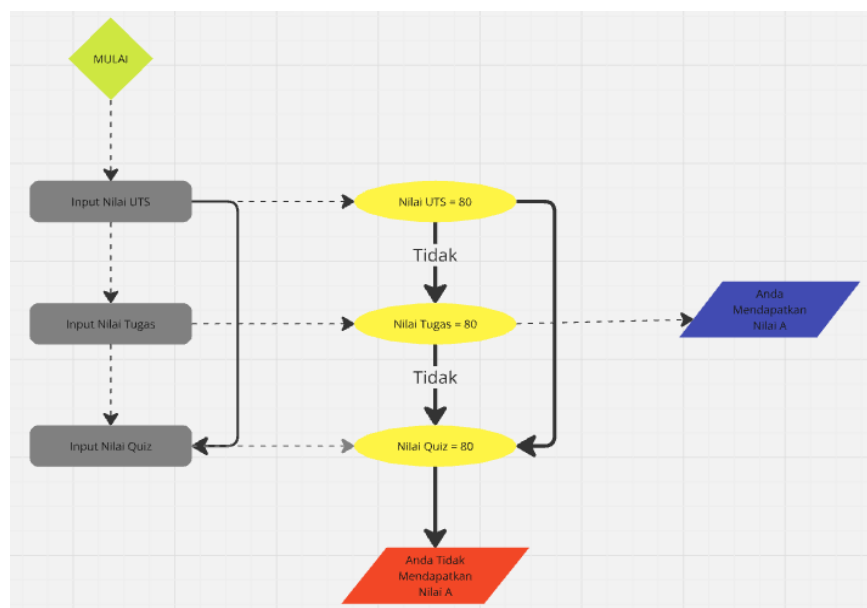 MULAI
Input Nilai UTS
Nilai UTS = 80
Tidak
Anda
Mendapatkan
Nilai A
Input Nilai Tugas
Nilai Tugas = 80
Tidak
Input Nilai Quiz
Nilai Quiz = 80
Anda Tidak
Mendapatkan
Nilai A